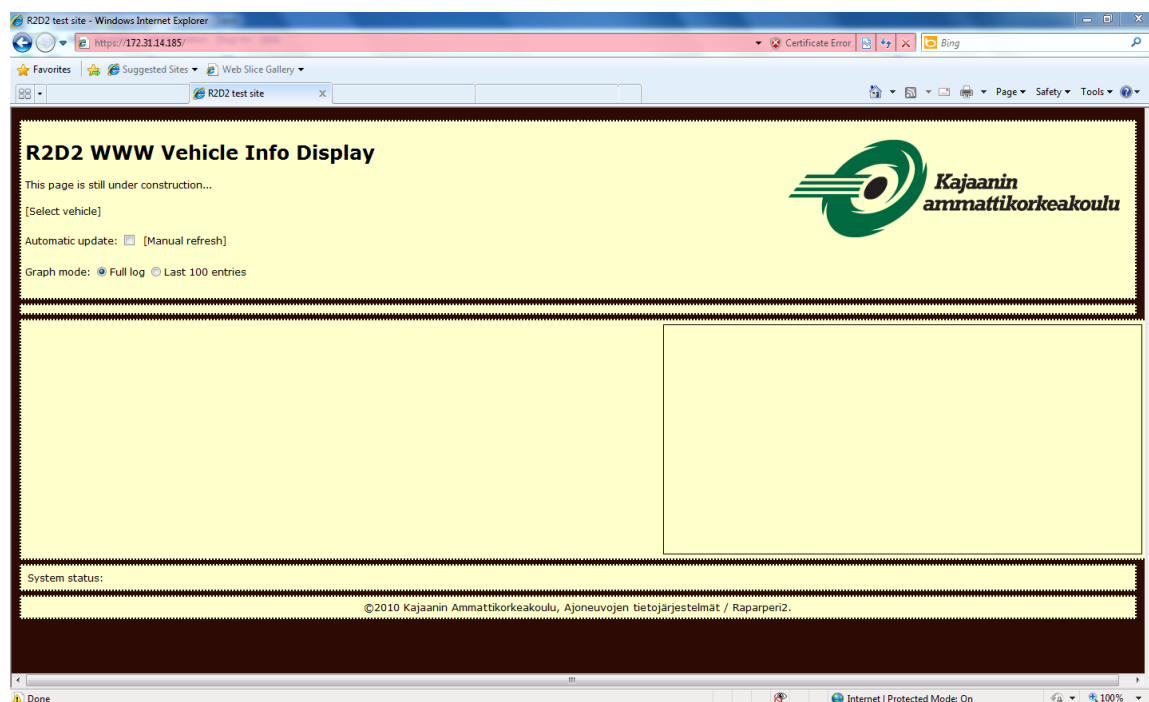 R2D2 test site - Windows Internet Explorer
https://172.31.14.185/
Certificate Error
Bing
Favorites
Suggested Sites
Web Slice Gallery
R2D2 test site
Page
Safety
Tools
R2D2 WWW Vehicle Info Display
Kajaanin
ammattikorkeakoulu
This page is still under construction...
[Select vehicle]
Automatic update: [Manual refresh]
Graph mode: Full log Last 100 entries
System status:
©2010 Kajaanin Ammattikorkeakoulu, Ajoneuvojen tietojärjestelmät / Raparperi2.
Done
Internet | Protected Mode: On
100%